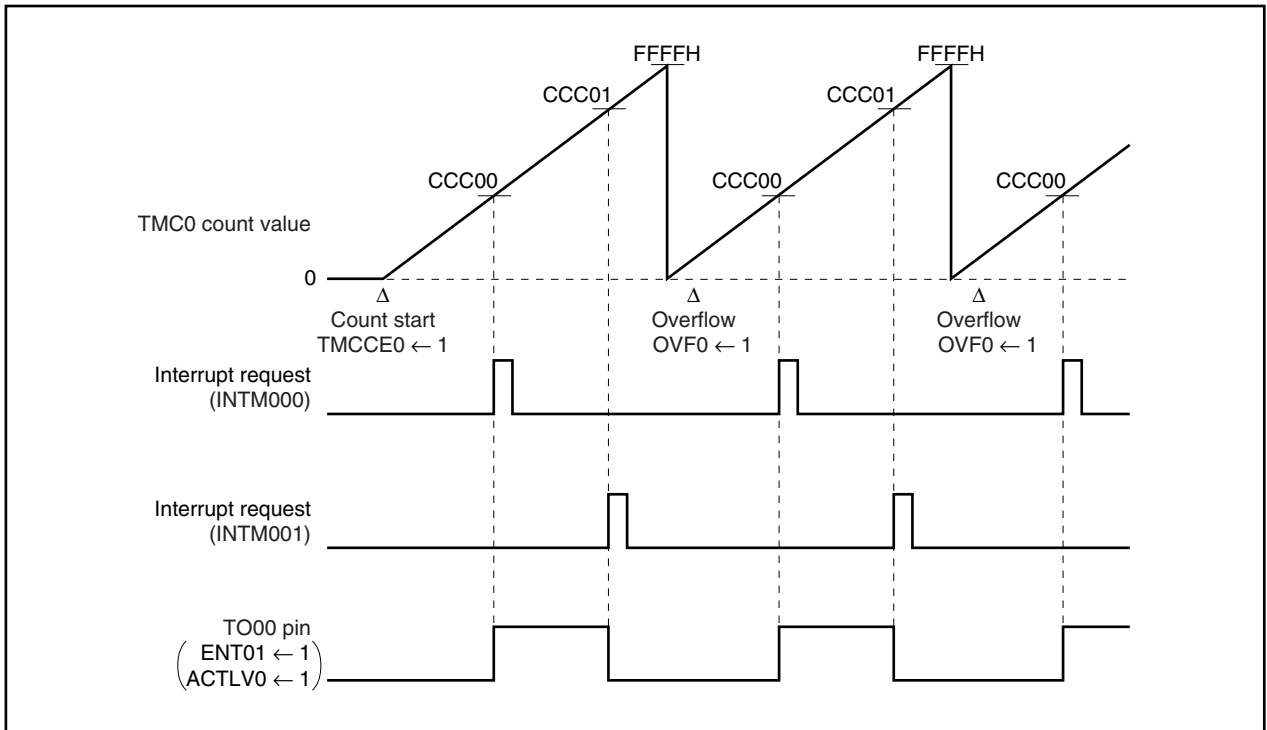 FFFFH FFFFH
CCC01 CCC01
CCC00 CCC00 CCC00
TMC0 count value
0
Δ Δ Δ
Count start Overflow Overflow
TMCCE0 ← 1 OVF0 ← 1 OVF0 ← 1
Interrupt request
(INTM000)
Interrupt request
(INTM001)
TO00 pin
ENT01 ← 1
ACTLV0 ← 1